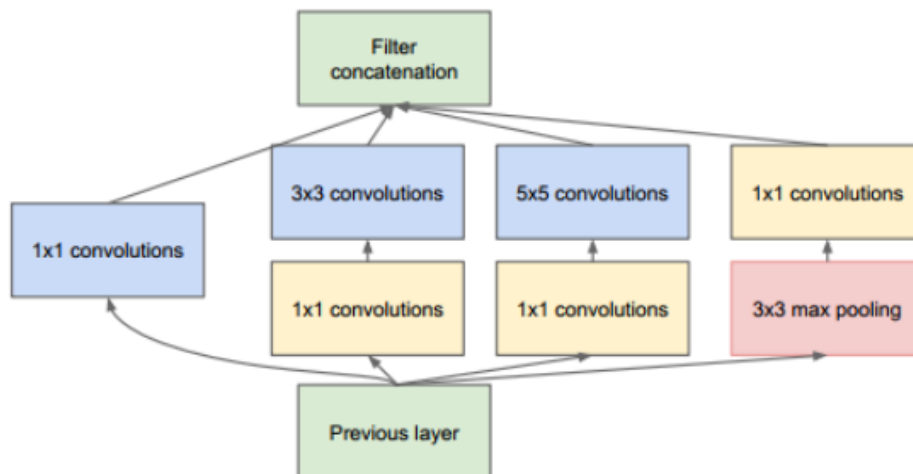 Filter
concatenation
3x3 convolutions
5x5 convolutions
1x1 convolutions
1x1 convolutions
1x1 convolutions
1x1 convolutions
3x3 max pooling
Previous layer